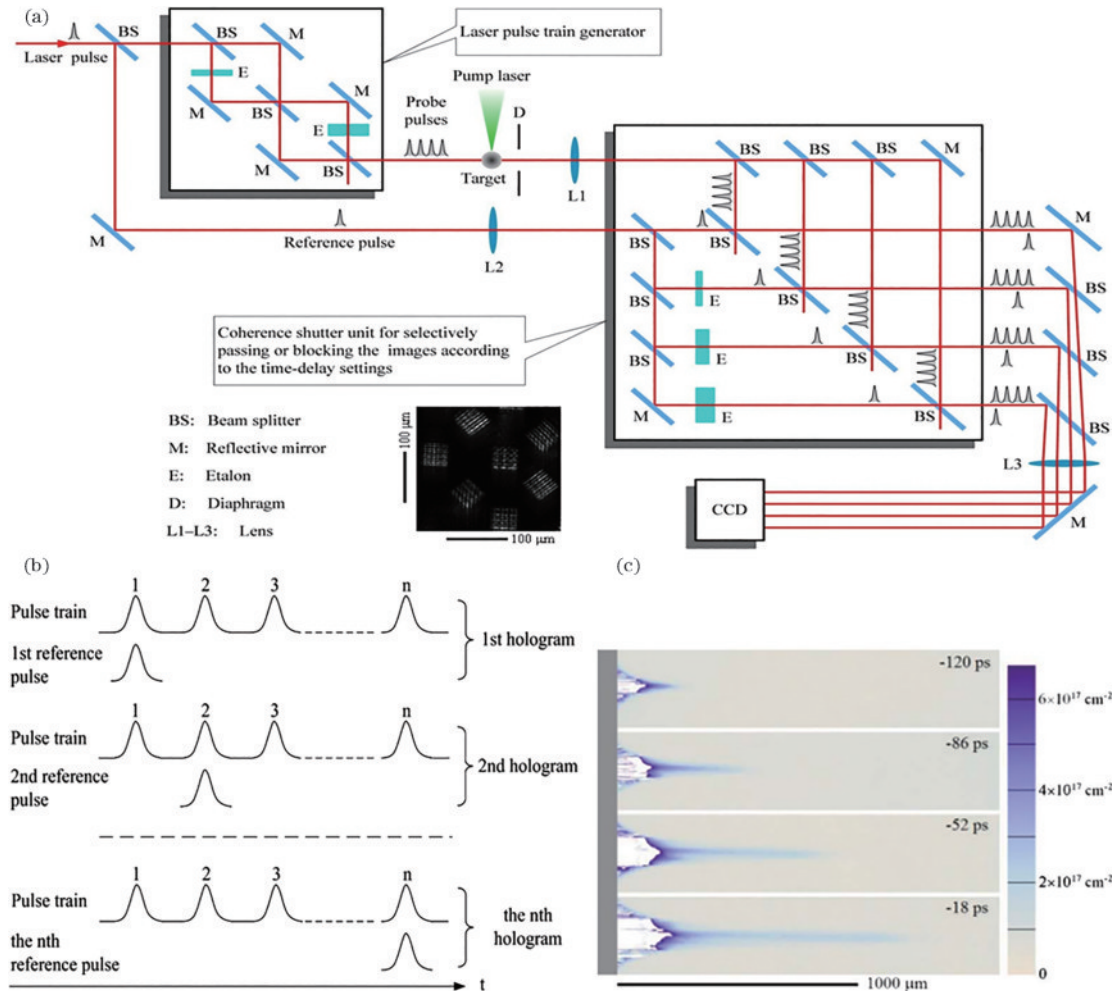 (a)
BS
BS
M
Laser pulse train generator
Laser pulse
E
Pump laser
M
M
BS
Probe
pulses
D
BS
BS
BS
M
E
M
BS
Target
L1
M
Reference pulse
L2
BS
BS
M
BS
E
BS
BS
Coherence shutter unit for selectively
passing or blocking the images according
to the time-delay settings
BS
E
BS
BS
M
E
BS
BS: Beam splitter
M: Reflective mirror
E: Etalon
D: Diaphragm
L1–L3: Lens
100 μm
100 μm
L3
CCD
M
(b)
1 2 3 n
Pulse train
1st reference
pulse
1st hologram
1 2 3 n
Pulse train
2nd reference
pulse
2nd hologram
1 2 3 n
Pulse train
the nth
reference pulse
the nth
hologram
t
(c)
-120 ps
-86 ps
-52 ps
-18 ps
6×10¹⁷ cm⁻²
4×10¹⁷ cm⁻²
2×10¹⁷ cm⁻²
0
1000 μm